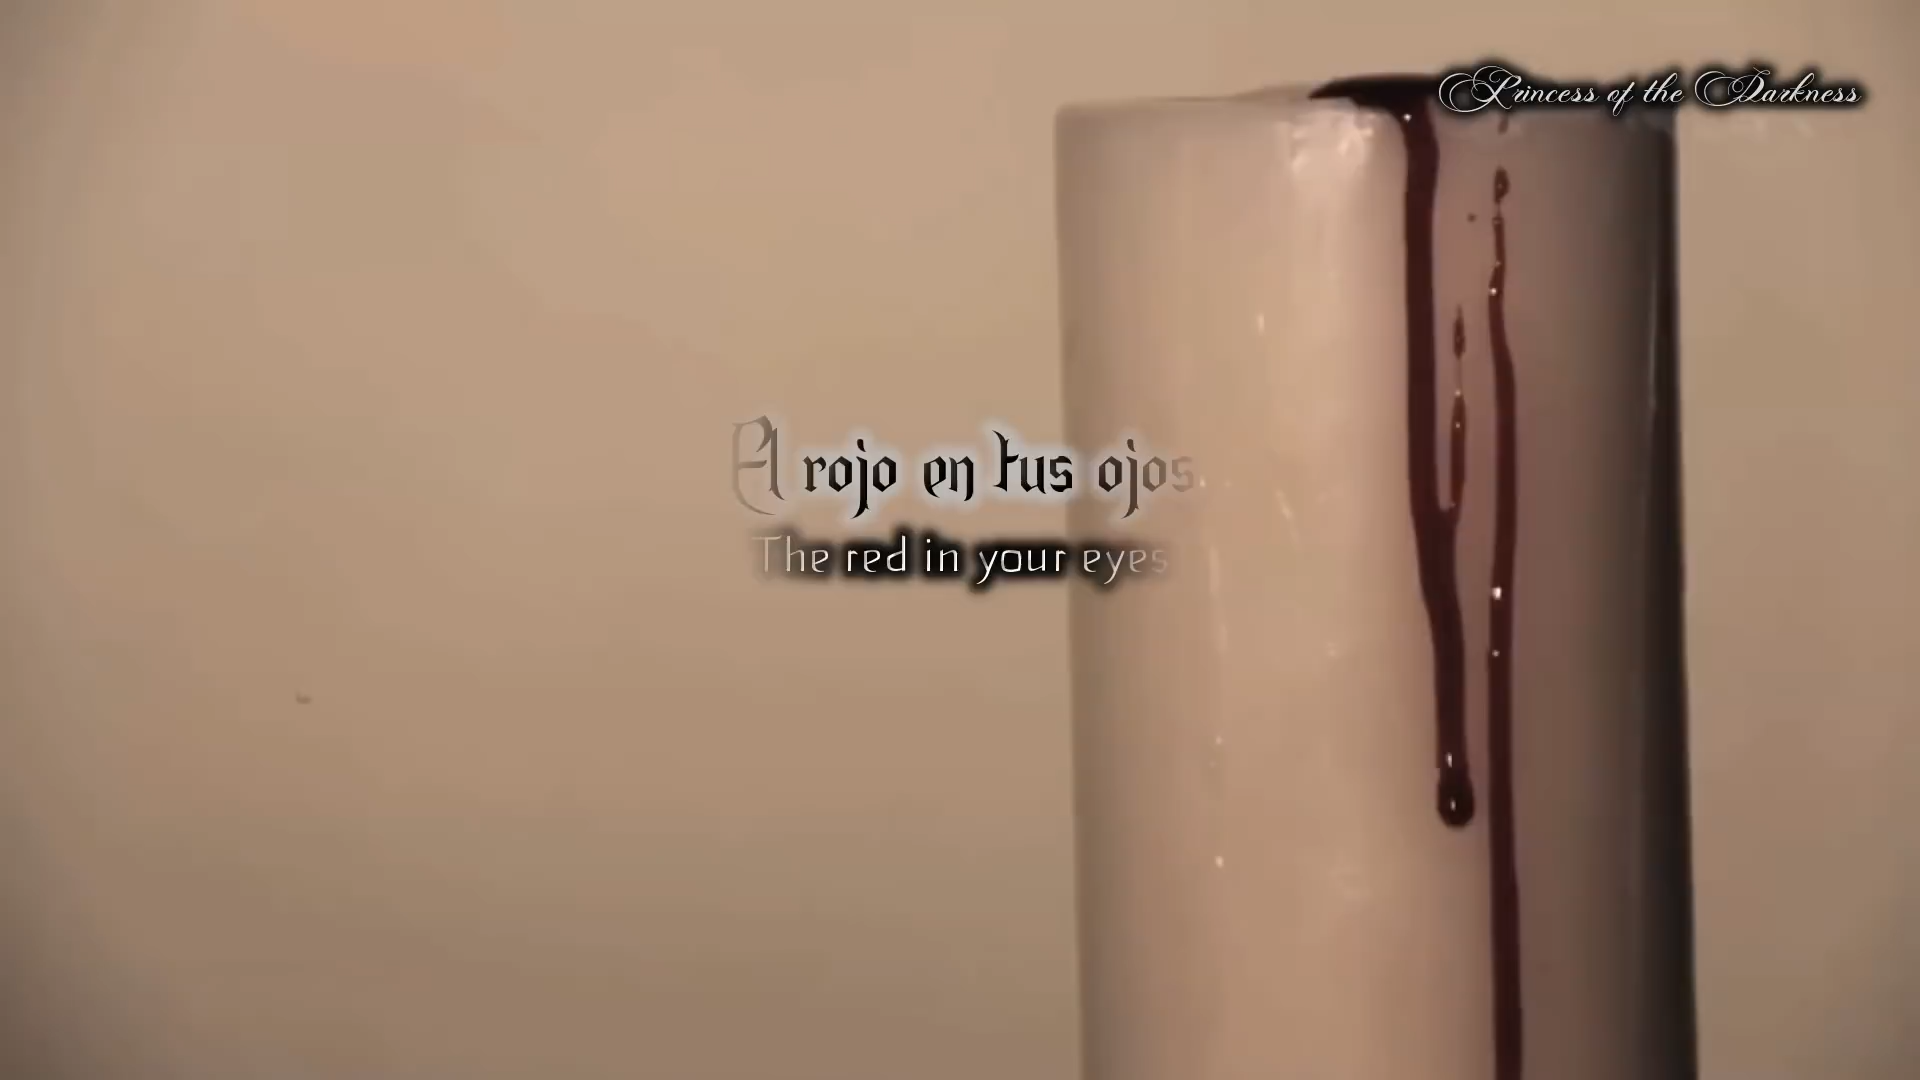 Princess of the Darkness
El rojo en tus ojos
The red in your eyes